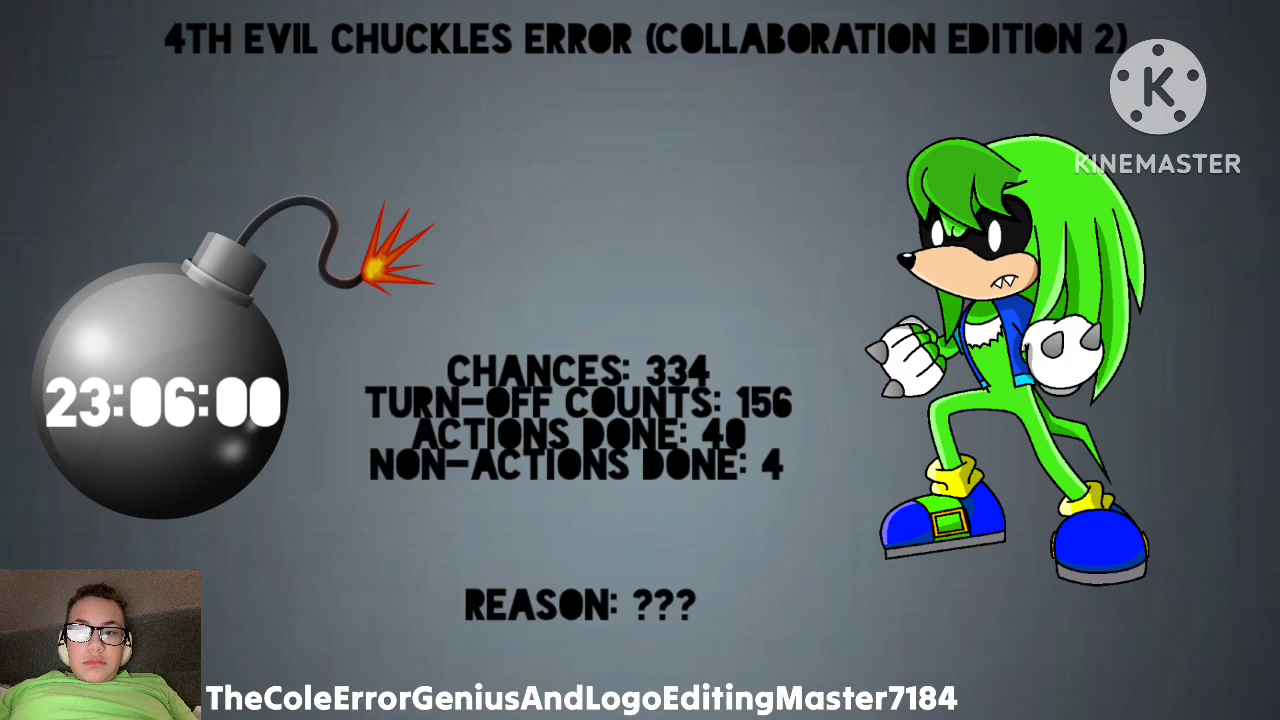 4TH EVIL CHUCKLES ERROR (COLLABORATION EDITION 2)
K
KINEMASTER
23:06:00
CHANCES: 334
TURN-OFF COUNTS: 156
ACTIONS DONE: 40
NON-ACTIONS DONE: 4
REASON: ???
TheColeErrorGeniusAndLogoEditingMaster7184